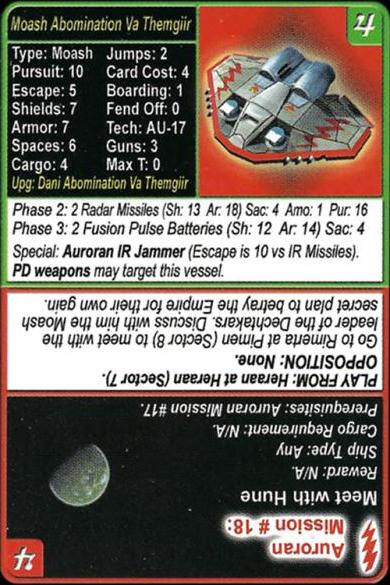 Moash Abomination Va Themgiir
4
Type: Moash Jumps: 2
Pursuit: 10 Card Cost: 4
Escape: 5 Boarding: 1
Shields: 7 Fend Off: 0
Armor: 7 Tech: AU-17
Spaces: 6 Guns: 3
Cargo: 4 Max T: 0
Upg: Dani Abomination Va Themgiir
Phase 2: 2 Radar Missiles (Sh: 13 Ar: 18) Sac: 4 Amo: 1 Pur: 16
Phase 3: 2 Fusion Pulse Batteries (Sh: 12 Ar: 14) Sac: 4
Special: Auroran IR Jammer (Escape is 10 vs IR Missiles).
PD weapons may target this vessel.
4
Auroran
Mission # 18:
Meet with Hune
Reward: N/A.
Ship Type: Any
Cargo Requirement: N/A.
Prerequisites: Auroran Mission #17.
PLAY FROM: Heraan at Heraan (Sector 7).
OPPOSITION: None.
Go to Rimerta at Pimen (Sector 8) to meet with the
leader of the Dechtakars. Discuss with him the Moash
secret plan to betray the Empire for their own gain.